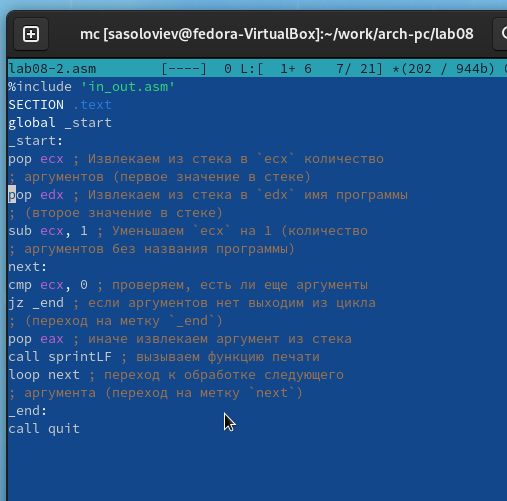 mc [sasoloviev@fedora-VirtualBox]:~/work/arch-pc/lab08
lab08-2.asm [----] 0 L:[ 1+ 6 7/ 21] *(202 / 944b)
%include 'in_out.asm'
SECTION .text
global _start
_start:
pop ecx ; Извлекаем из стека в `ecx` количество
; аргументов (первое значение в стеке)
pop edx ; Извлекаем из стека в `edx` имя программы
; (второе значение в стеке)
sub ecx, 1 ; Уменьшаем `ecx` на 1 (количество
; аргументов без названия программы)
next:
cmp ecx, 0 ; проверяем, есть ли еще аргументы
jz _end ; если аргументов нет выходим из цикла
; (переход на метку `_end`)
pop eax ; иначе извлекаем аргумент из стека
call sprintLF ; вызываем функцию печати
loop next ; переход к обработке следующего
; аргумента (переход на метку `next`)
_end:
call quit